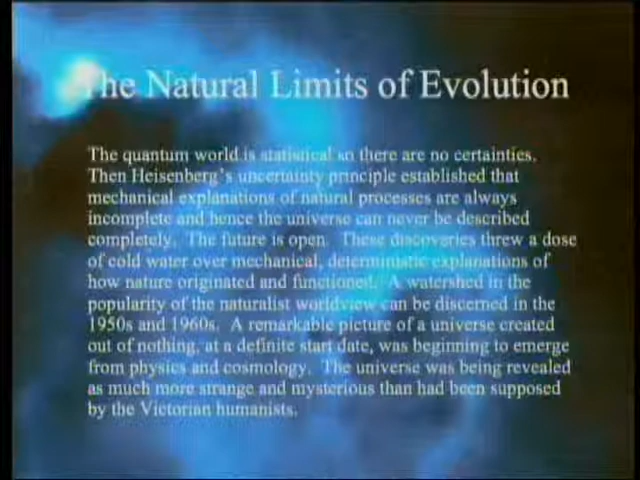 The Natural Limits of Evolution
The quantum world is statistical so there are no certainties.
Then Heisenberg's uncertainty principle established that
mechanical explanations of natural processes are always
incomplete and hence the universe can never be described
completely. The future is open. These discoveries threw a dose
of cold water over mechanical, deterministic explanations of
how nature originated and functioned. A watershed in the
popularity of the naturalist worldview can be discerned in the
1950s and 1960s. A remarkable picture of a universe created
out of nothing, at a definite start date, was beginning to emerge
from physics and cosmology. The universe was being revealed
as much more strange and mysterious than had been supposed
by the Victorian humanists.